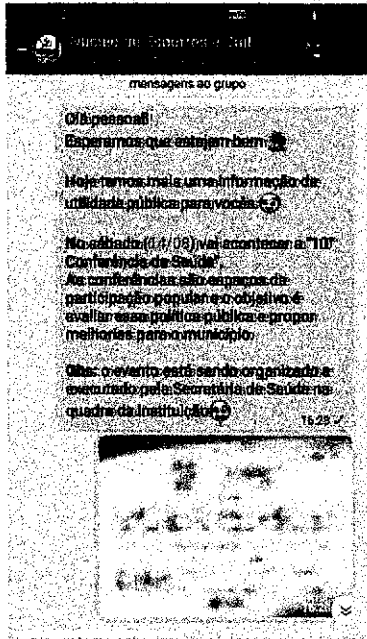 mensagens ao grupo
Olá pessoal!
Esperamos que estejam bem
Hoje temos mais uma informação de
utilidade pública para vocês
No sábado (14/08) vai acontecer a "10ª
Conferência de Saúde",
As conferências são espaços de
participação popular e o objetivo é
avaliar essa política pública e propor
melhorias para o município.
Obs: o evento está sendo organizado e
executado pela Secretaria de Saúde na
quadra da Instituição